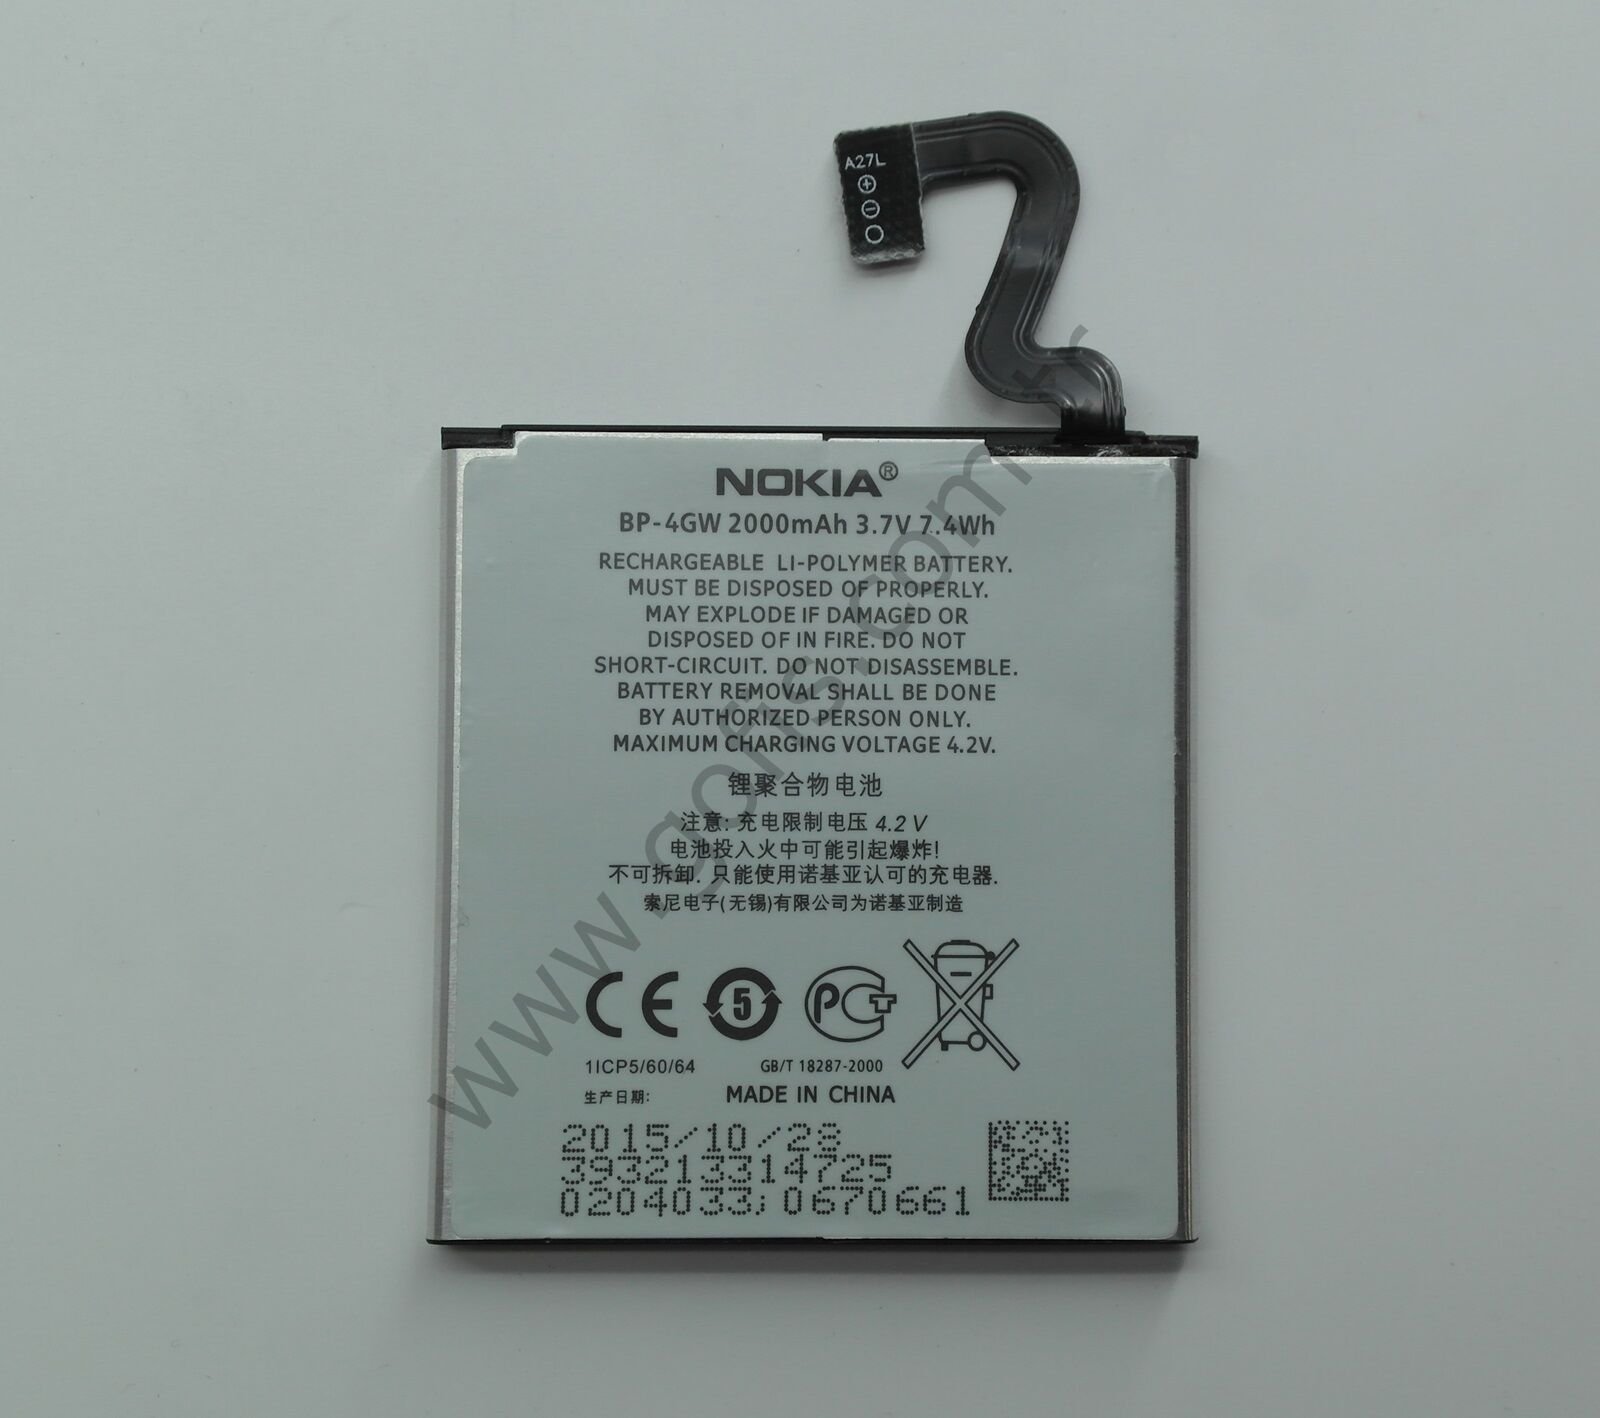 A27L
NOKIA®
BP-4GW 2000mAh 3.7V 7.4Wh
RECHARGEABLE LI-POLYMER BATTERY.
MUST BE DISPOSED OF PROPERLY.
MAY EXPLODE IF DAMAGED OR
DISPOSED OF IN FIRE. DO NOT
SHORT-CIRCUIT. DO NOT DISASSEMBLE.
BATTERY REMOVAL SHALL BE DONE
BY AUTHORIZED PERSON ONLY.
MAXIMUM CHARGING VOLTAGE 4.2V.
锂聚合物电池
注意: 充电限制电压 4.2 V
电池投入火中可能引起爆炸!
不可拆卸. 只能使用诺基亚认可的充电器.
索尼电子(无锡)有限公司为诺基亚制造
CE 5 PCT
1ICP5/60/64 GB/T 18287-2000
生产日期: MADE IN CHINA
2015/10/28
393213314725
0204033; 0670661
www.gofis.com.tr